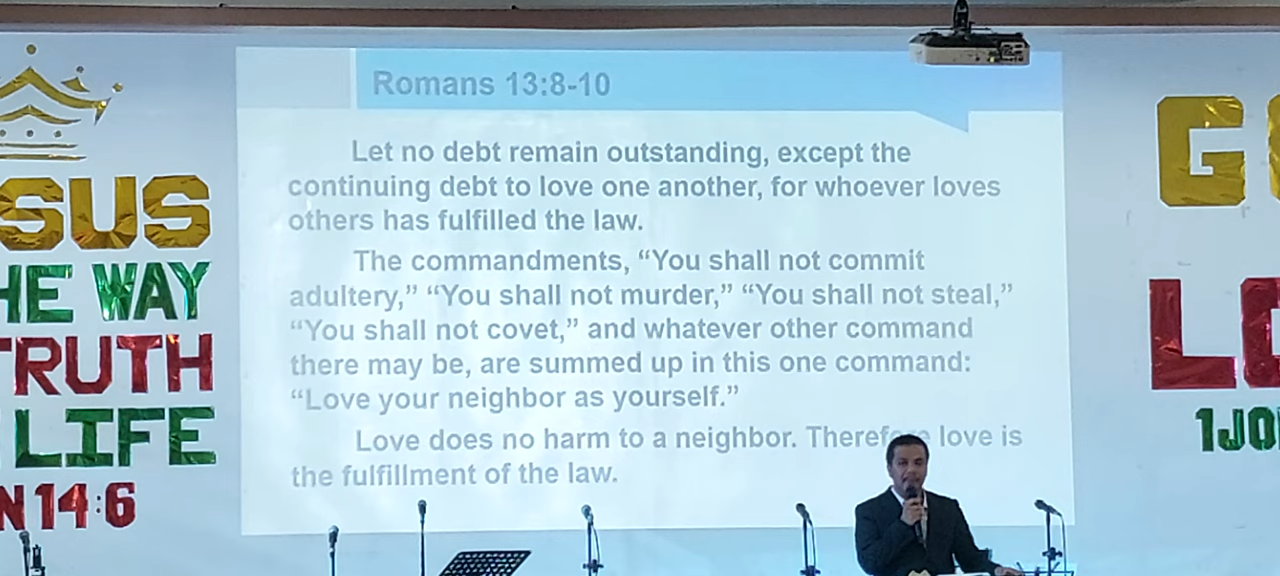 SUS
HE WAY
TRUTH
LIFE
N 14:6
Romans 13:8-10
Let no debt remain outstanding, except the
continuing debt to love one another, for whoever loves
others has fulfilled the law.
The commandments, “You shall not commit
adultery,” “You shall not murder,” “You shall not steal,”
“You shall not covet,” and whatever other command
there may be, are summed up in this one command:
“Love your neighbor as yourself.”
Love does no harm to a neighbor. Therefore love is
the fulfillment of the law.
G
LO
1JO